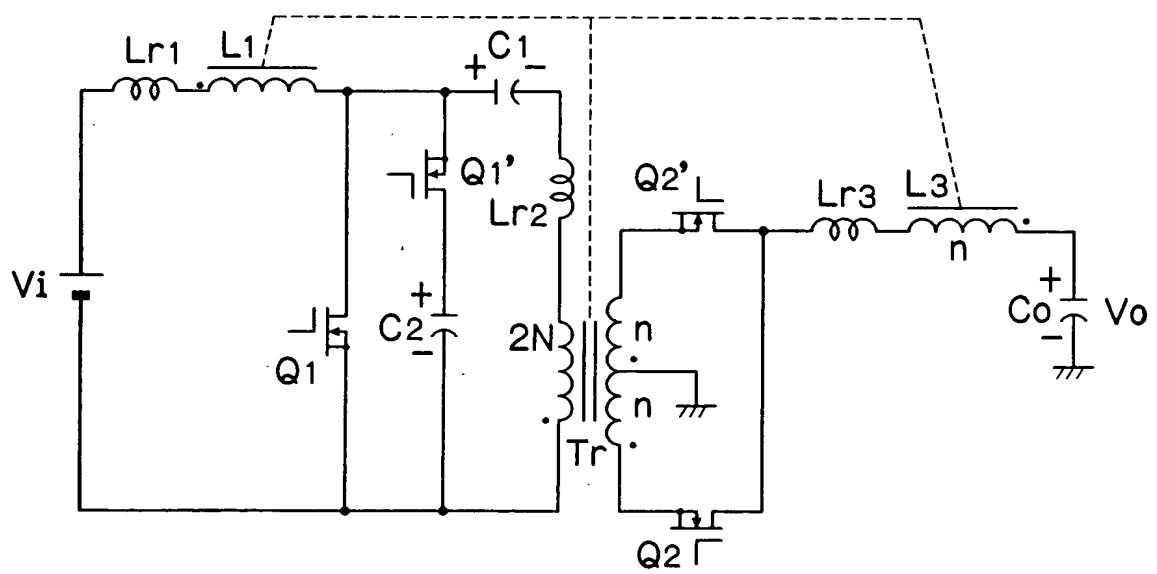 Lr1
L1
+ C1 -
Q1'
Lr2
Q2'
Lr3
L3
n
Vi
Q1
+
C2
-
2N
n
n
Tr
+
Co
-
Vo
Q2